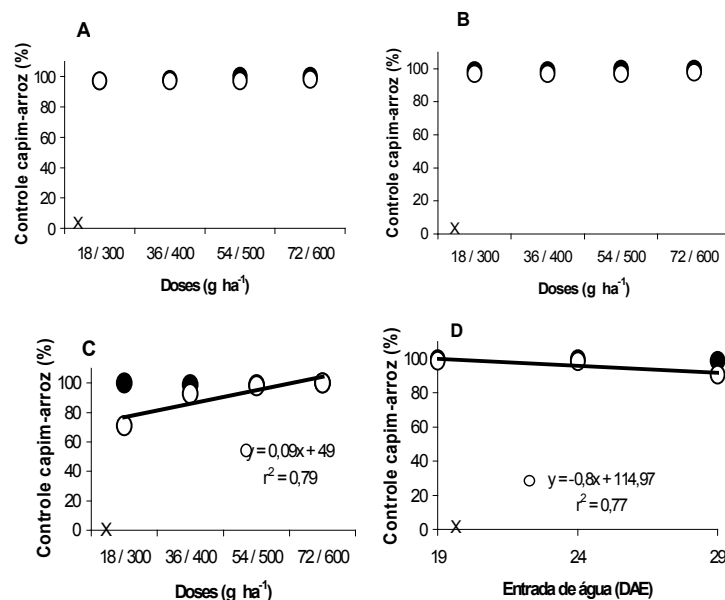 A
Controle capim-arroz (%)
100
80
60
40
20
0
X
18 / 300 36 / 400 54 / 500 72 / 600
Doses (g ha⁻¹)
B
Controle capim-arroz (%)
100
80
60
40
20
0
X
18 / 300 36 / 400 54 / 500 72 / 600
Doses (g ha⁻¹)
C
Controle capim-arroz (%)
100
80
60
40
20
0
X
y = 0,09x + 49
r² = 0,79
18 / 300 36 / 400 54 / 500 72 / 600
Doses (g ha⁻¹)
D
Controle capim-arroz (%)
100
80
60
40
20
0
X
y = -0,8x + 114,97
r² = 0,77
19 24 29
Entrada de água (DAE)